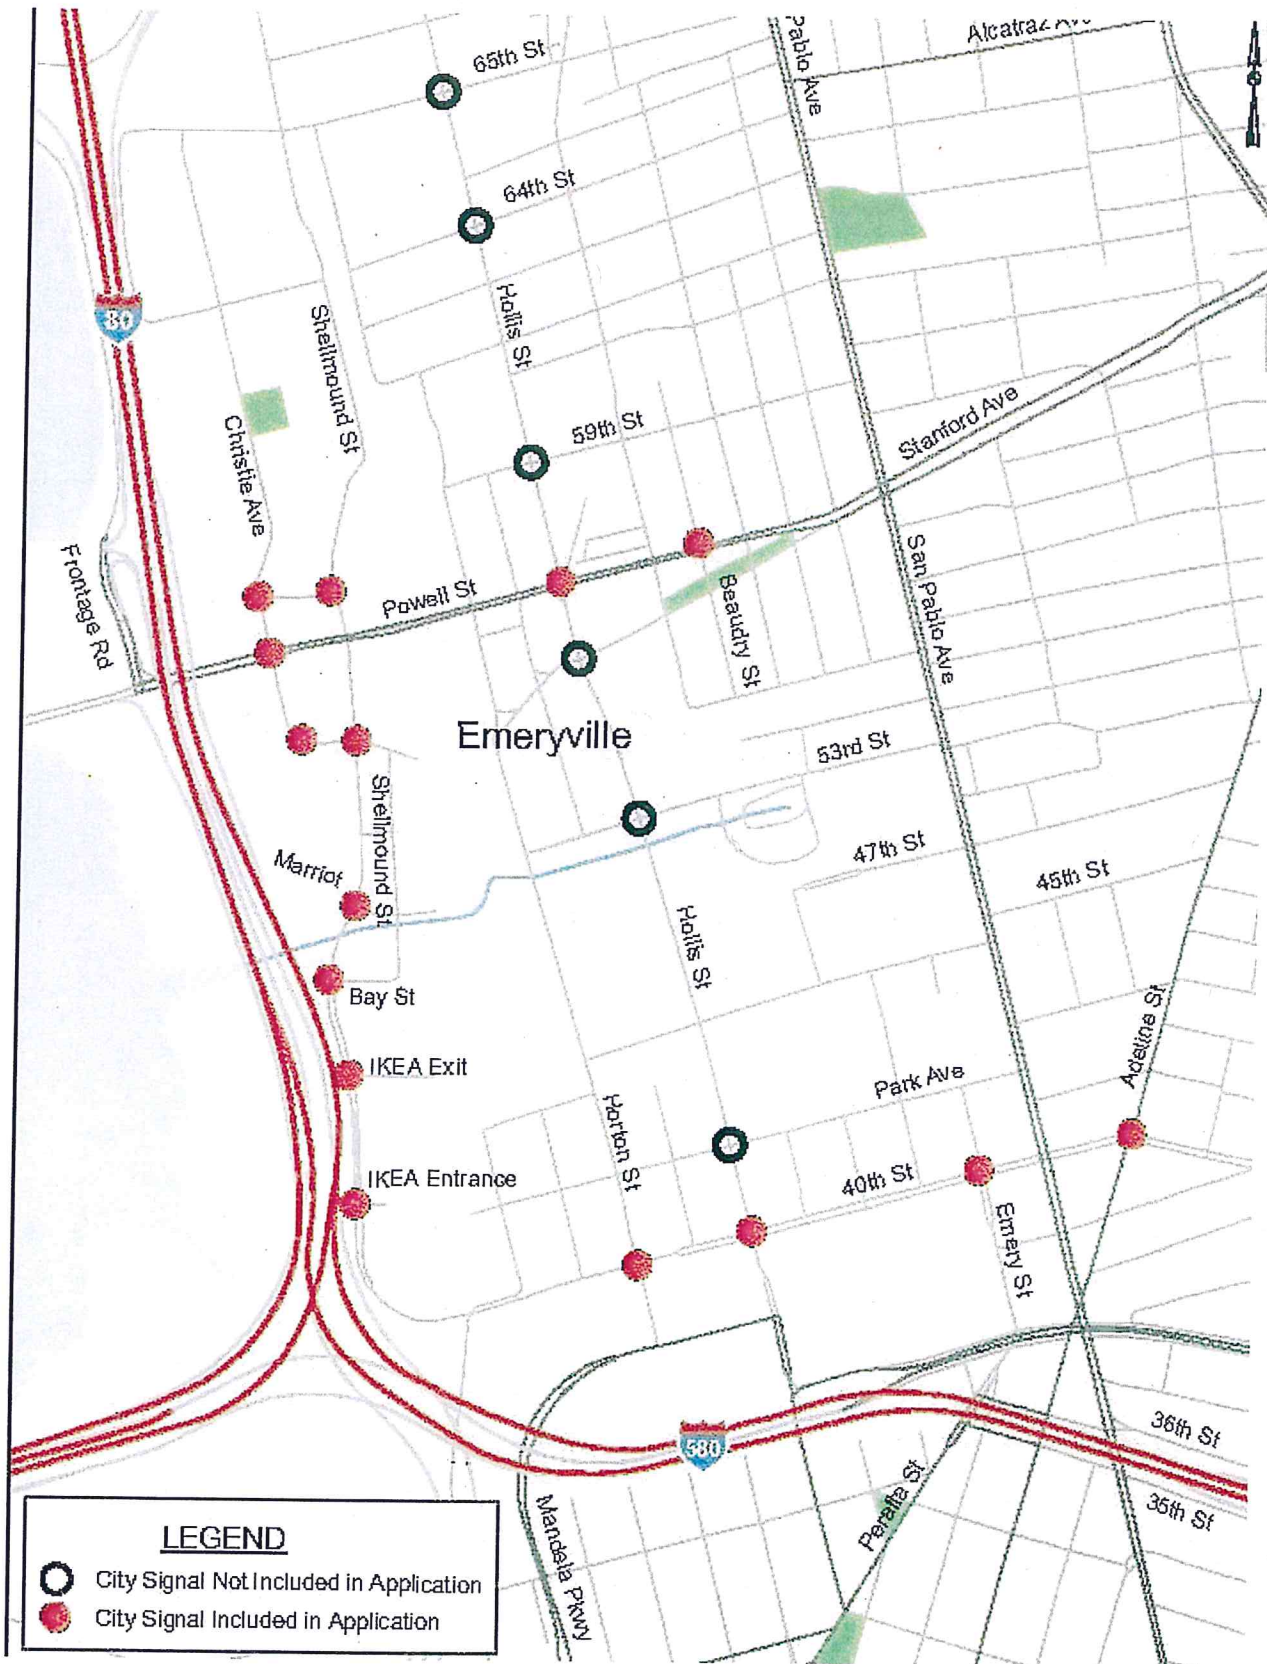 Alcatraz Ave
65th St
Pablo Ave
64th St
80
Hollis St
Shellmound St
Christie Ave
59th St
Stanford Ave
Frontage Rd
Powell St
Beaudry St
San Pablo Ave
Emeryville
53rd St
Shellmound St
Marriot
47th St
45th St
Hollis St
Bay St
Adeline St
IKEA Exit
Park Ave
Horton St
IKEA Entrance
40th St
Emery St
580
36th St
35th St
Peralta St
Mandela Pkwy
LEGEND
City Signal Not Included in Application
City Signal Included in Application